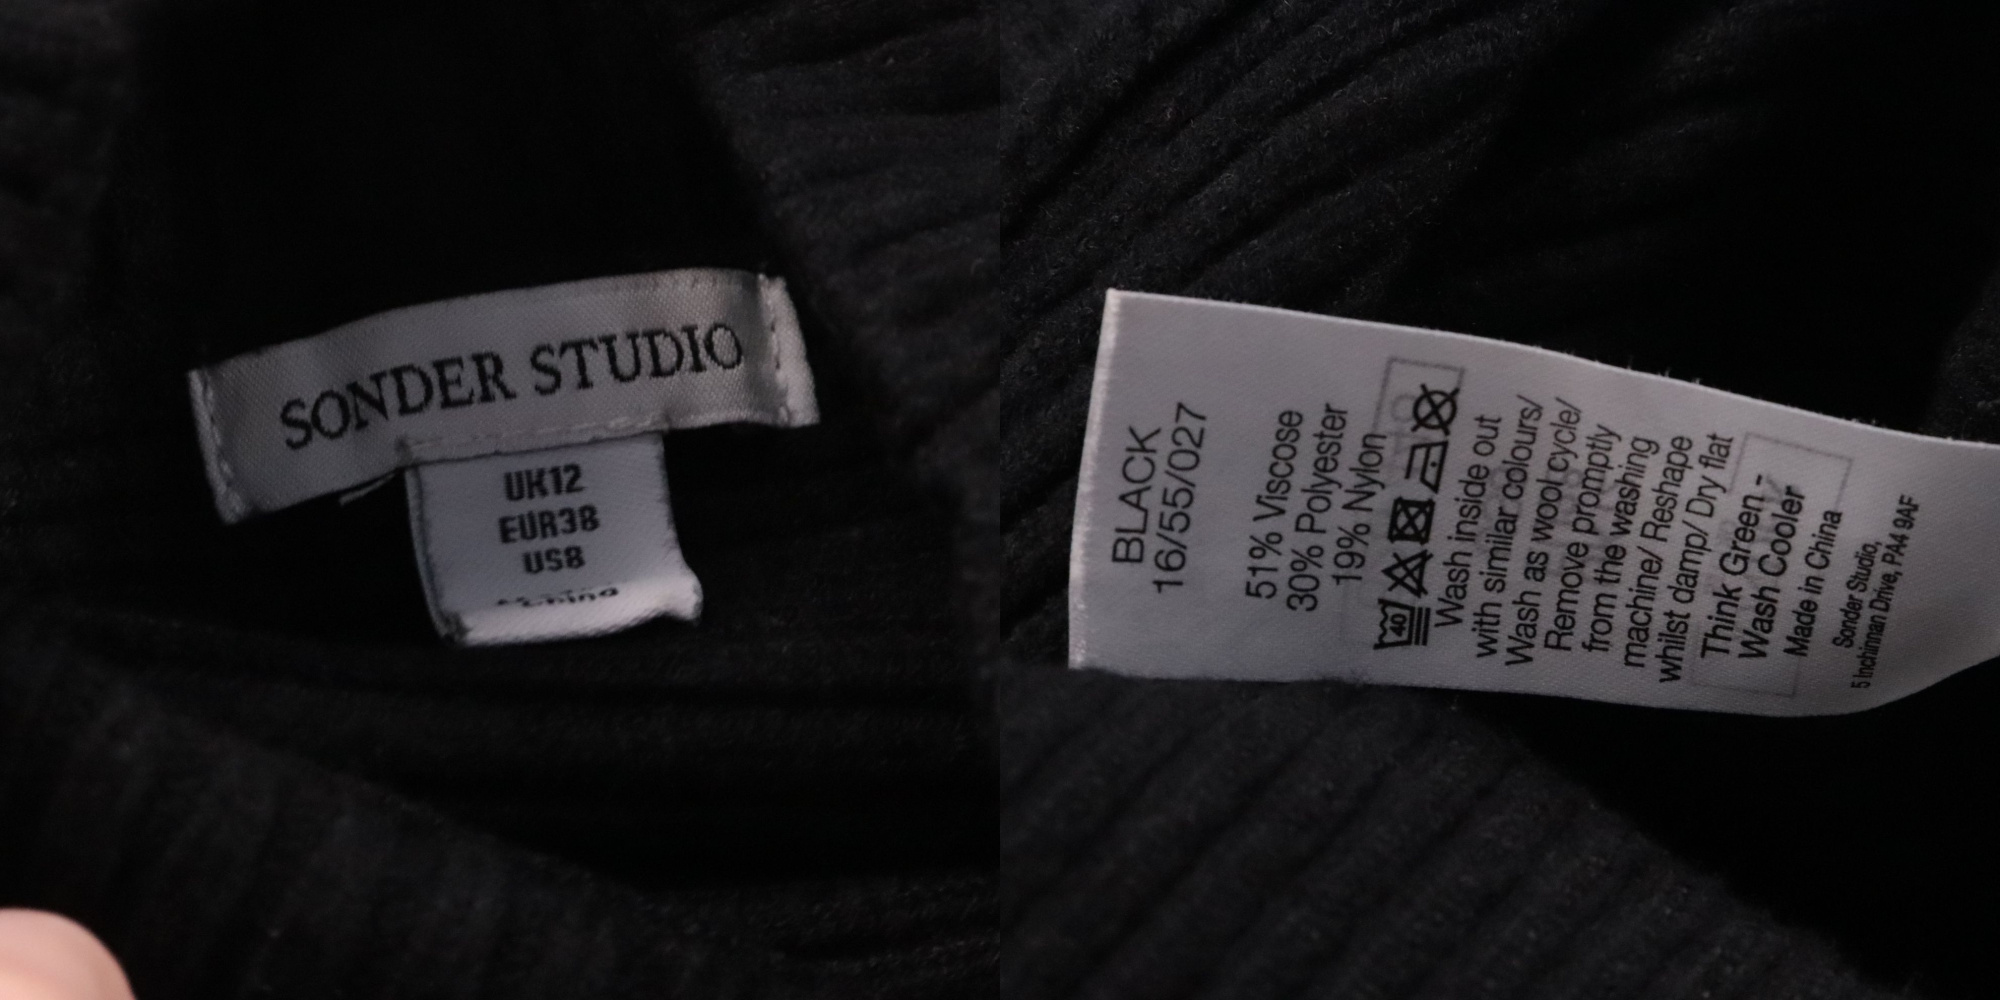 SONDER STUDIO
UK12
EUR38
US8
China
BLACK
16/55/027
51% Viscose
30% Polyester
19% Nylon
40
Wash inside out
with similar colours/
Wash as wool cycle/
Remove promptly
from the washing
machine/ Reshape
whilst damp/ Dry flat
Think Green -
Wash Cooler
Made in China
Sonder Studio,
5 Inchinnan Drive, PA4 9AF